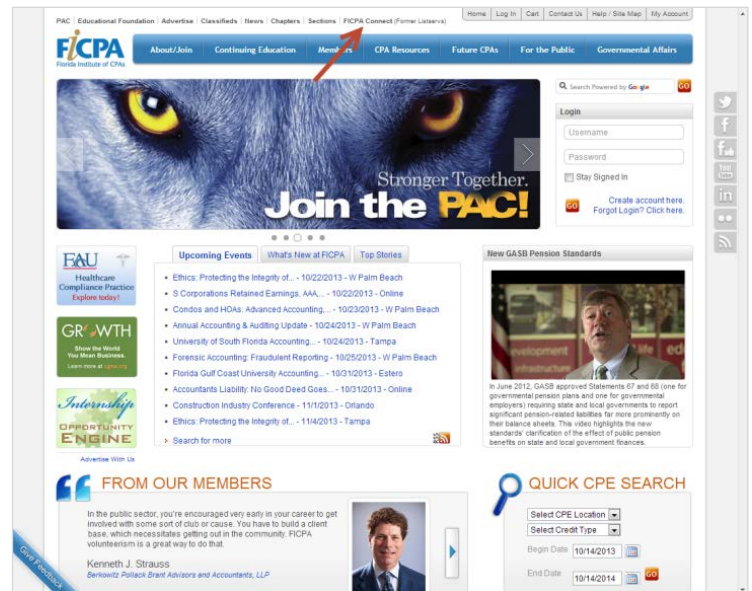 PAC | Educational Foundation | Advertise | Classifieds | News | Chapters | Sections | FICPA Connect (Former Listservs)
Home | Log In | Cart | Contact Us | Help / Site Map | My Account
FICPA
Florida Institute of CPAs
About/Join Continuing Education Members CPA Resources Future CPAs For the Public Governmental Affairs
Stronger Together.
Join the PAC!
Search Powered by Google GO
Login
Username
Password
Stay Signed In
GO
Create account here.
Forgot Login? Click here.
You
Tube
in
FAU
Healthcare
Compliance Practice
Explore today!
GROWTH
Show the World
You Mean Business.
Learn more at cgma.org
Internship
OPPORTUNITY
ENGINE
Advertise With Us
Upcoming Events What's New at FICPA Top Stories
Ethics: Protecting the Integrity of... - 10/22/2013 - W Palm Beach
S Corporations Retained Earnings, AAA,... - 10/22/2013 - Online
Condos and HOAs: Advanced Accounting,... - 10/23/2013 - W Palm Beach
Annual Accounting & Auditing Update - 10/24/2013 - W Palm Beach
University of South Florida Accounting... - 10/24/2013 - Tampa
Forensic Accounting: Fraudulent Reporting - 10/25/2013 - W Palm Beach
Florida Gulf Coast University Accounting... - 10/31/2013 - Estero
Accountants Liability: No Good Deed Goes... - 10/31/2013 - Online
Construction Industry Conference - 11/1/2013 - Orlando
Ethics: Protecting the Integrity of... - 11/4/2013 - Tampa
Search for more
RSS
New GASB Pension Standards
development
infrastructure
life
In June 2012, GASB approved Statements 67 and 68 (one for
governmental pension plans and one for governmental
employers) requiring state and local governments to report
significant pension-related liabilities far more prominently on
their balance sheets. This video highlights the new
standards' clarification of the effect of public pension
benefits on state and local government finances.
FROM OUR MEMBERS
In the public sector, you're encouraged very early in your career to get
involved with some sort of club or cause. You have to build a client
base, which necessitates getting out in the community. FICPA
volunteerism is a great way to do that.
Kenneth J. Strauss
Berkowitz Pollack Brant Advisors and Accountants, LLP
QUICK CPE SEARCH
Select CPE Location
Select Credit Type
Begin Date 10/14/2013
End Date 10/14/2014 GO
Give Feedback